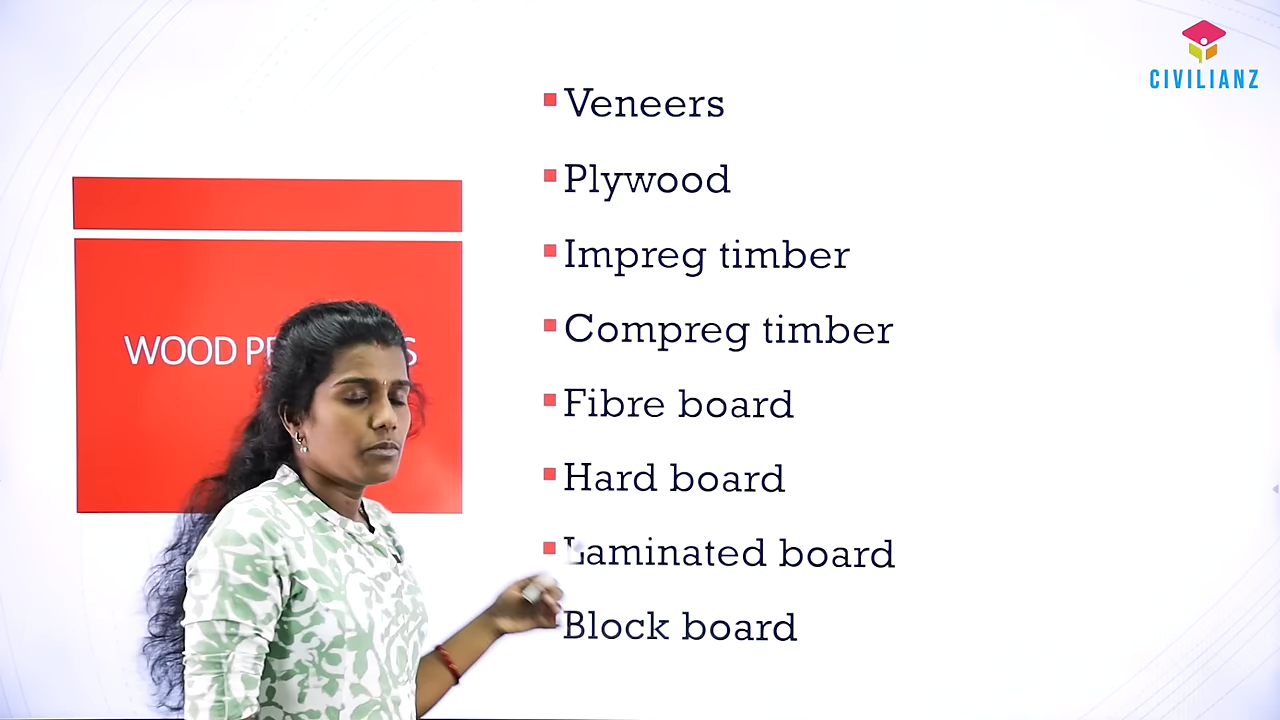 CIVILIANZ
Veneers
Plywood
Impreg timber
Compreg timber
Fibre board
Hard board
Laminated board
Block board
WOOD